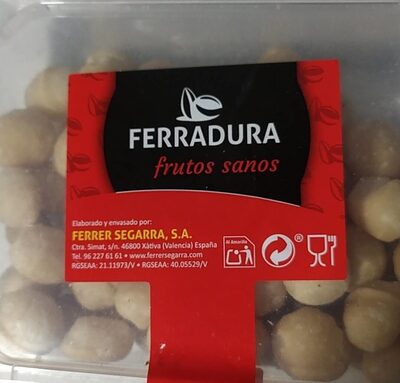 FERRADURA
frutos sanos
Elaborado y envasado por:
FERRER SEGARRA, S.A.
Ctra. Simat, s/n. 46800 Xàtiva (Valencia) España
Tel. 96 227 61 61 • www.ferrersegarra.com
RGSEAA: 21.11973/V • RGSEAA: 40.05529/V
Al Amarillo
®